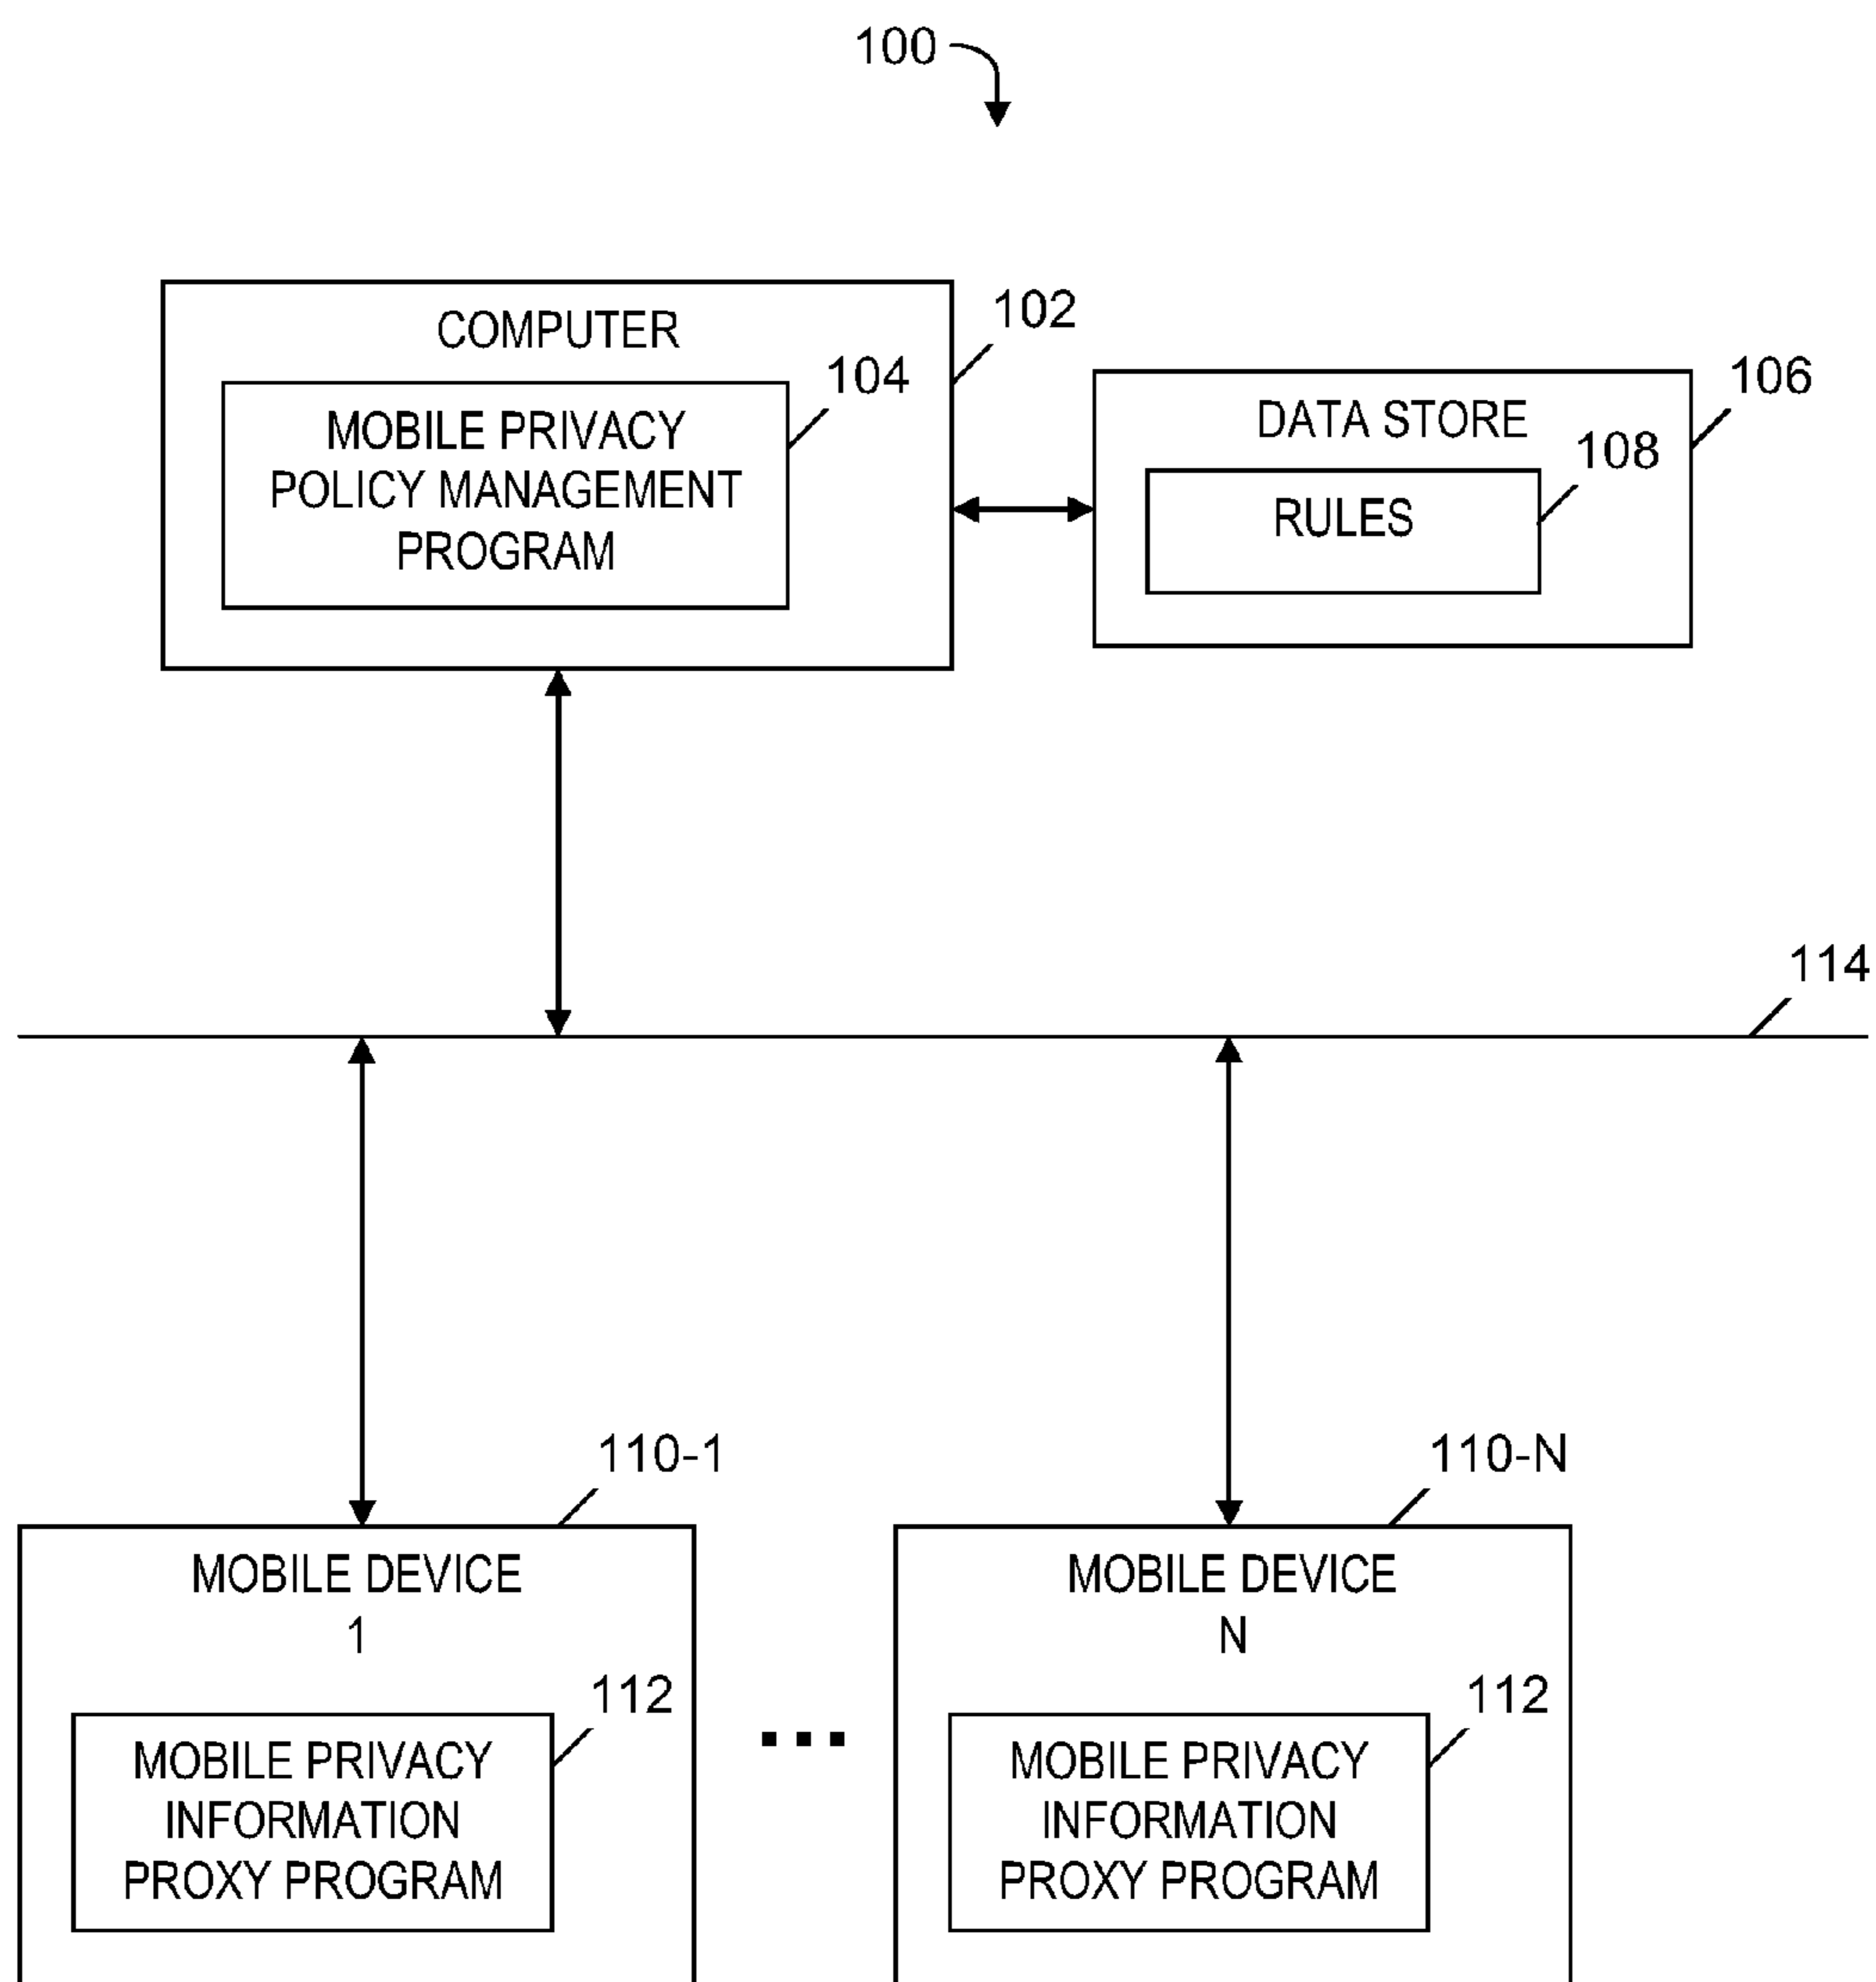 100
COMPUTER
102
104
MOBILE PRIVACY
POLICY MANAGEMENT
PROGRAM
106
DATA STORE
108
RULES
114
110-1
MOBILE DEVICE
1
112
MOBILE PRIVACY
INFORMATION
PROXY PROGRAM
...
110-N
MOBILE DEVICE
N
112
MOBILE PRIVACY
INFORMATION
PROXY PROGRAM